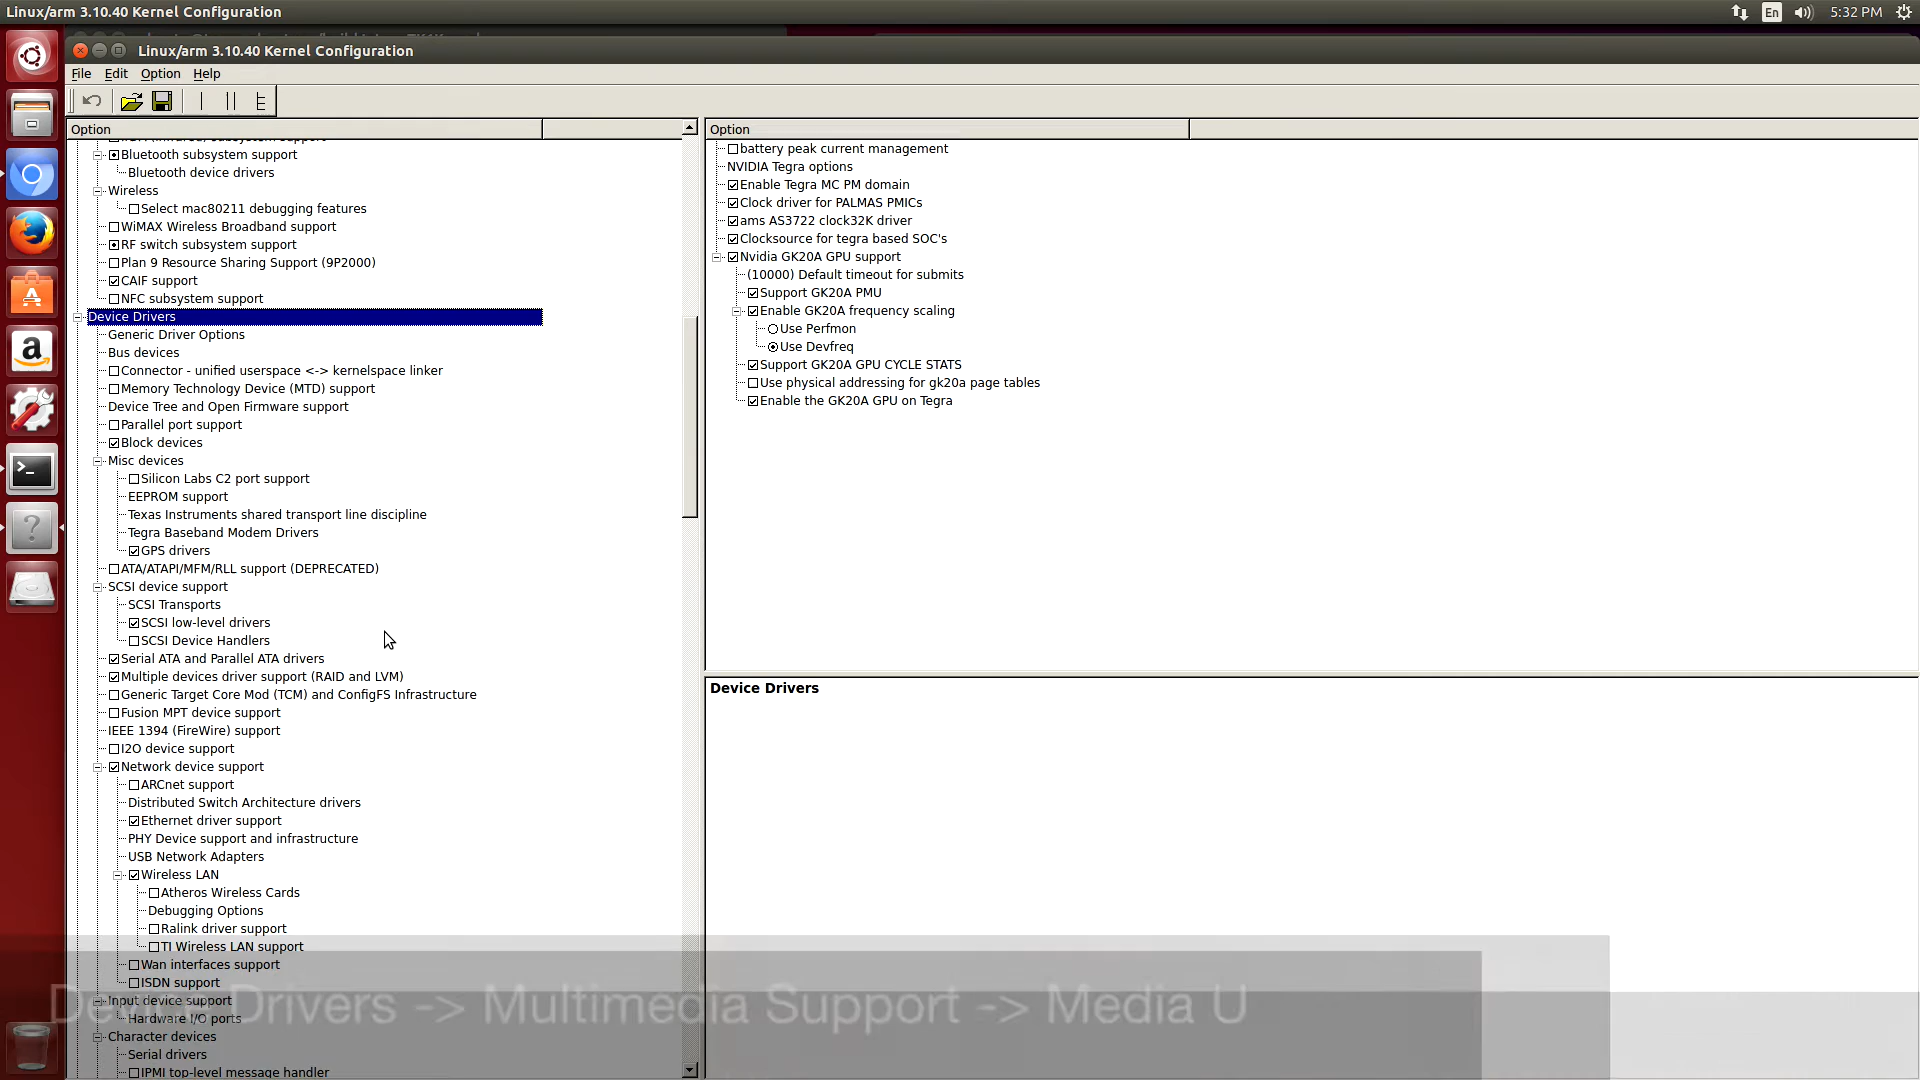 Linux/arm 3.10.40 Kernel Configuration
En
5:32 PM
Linux/arm 3.10.40 Kernel Configuration
File Edit Option Help
Option
Bluetooth subsystem support
Bluetooth device drivers
Wireless
Select mac80211 debugging features
WiMAX Wireless Broadband support
RF switch subsystem support
Plan 9 Resource Sharing Support (9P2000)
CAIF support
NFC subsystem support
Device Drivers
Generic Driver Options
Bus devices
Connector - unified userspace <-> kernelspace linker
Memory Technology Device (MTD) support
Device Tree and Open Firmware support
Parallel port support
Block devices
Misc devices
Silicon Labs C2 port support
EEPROM support
Texas Instruments shared transport line discipline
Tegra Baseband Modem Drivers
GPS drivers
ATA/ATAPI/MFM/RLL support (DEPRECATED)
SCSI device support
SCSI Transports
SCSI low-level drivers
SCSI Device Handlers
Serial ATA and Parallel ATA drivers
Multiple devices driver support (RAID and LVM)
Generic Target Core Mod (TCM) and ConfigFS Infrastructure
Fusion MPT device support
IEEE 1394 (FireWire) support
I2O device support
Network device support
ARCnet support
Distributed Switch Architecture drivers
Ethernet driver support
PHY Device support and infrastructure
USB Network Adapters
Wireless LAN
Atheros Wireless Cards
Debugging Options
Ralink driver support
TI Wireless LAN support
Wan interfaces support
ISDN support
Input device support
Hardware I/O ports
Character devices
Serial drivers
IPMI top-level message handler
Option
battery peak current management
NVIDIA Tegra options
Enable Tegra MC PM domain
Clock driver for PALMAS PMICs
ams AS3722 clock32K driver
Clocksource for tegra based SOC's
Nvidia GK20A GPU support
(10000) Default timeout for submits
Support GK20A PMU
Enable GK20A frequency scaling
Use Perfmon
Use Devfreq
Support GK20A GPU CYCLE STATS
Use physical addressing for gk20a page tables
Enable the GK20A GPU on Tegra
Device Drivers
Device Drivers -> Multimedia Support -> Media U